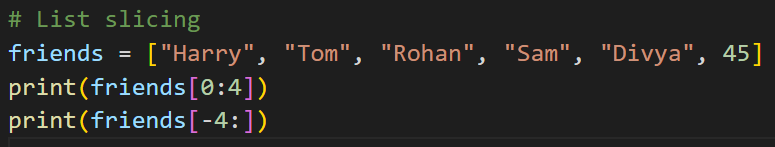 # List slicing
friends = ["Harry", "Tom", "Rohan", "Sam", "Divya", 45]
print(friends[0:4])
print(friends[-4:])